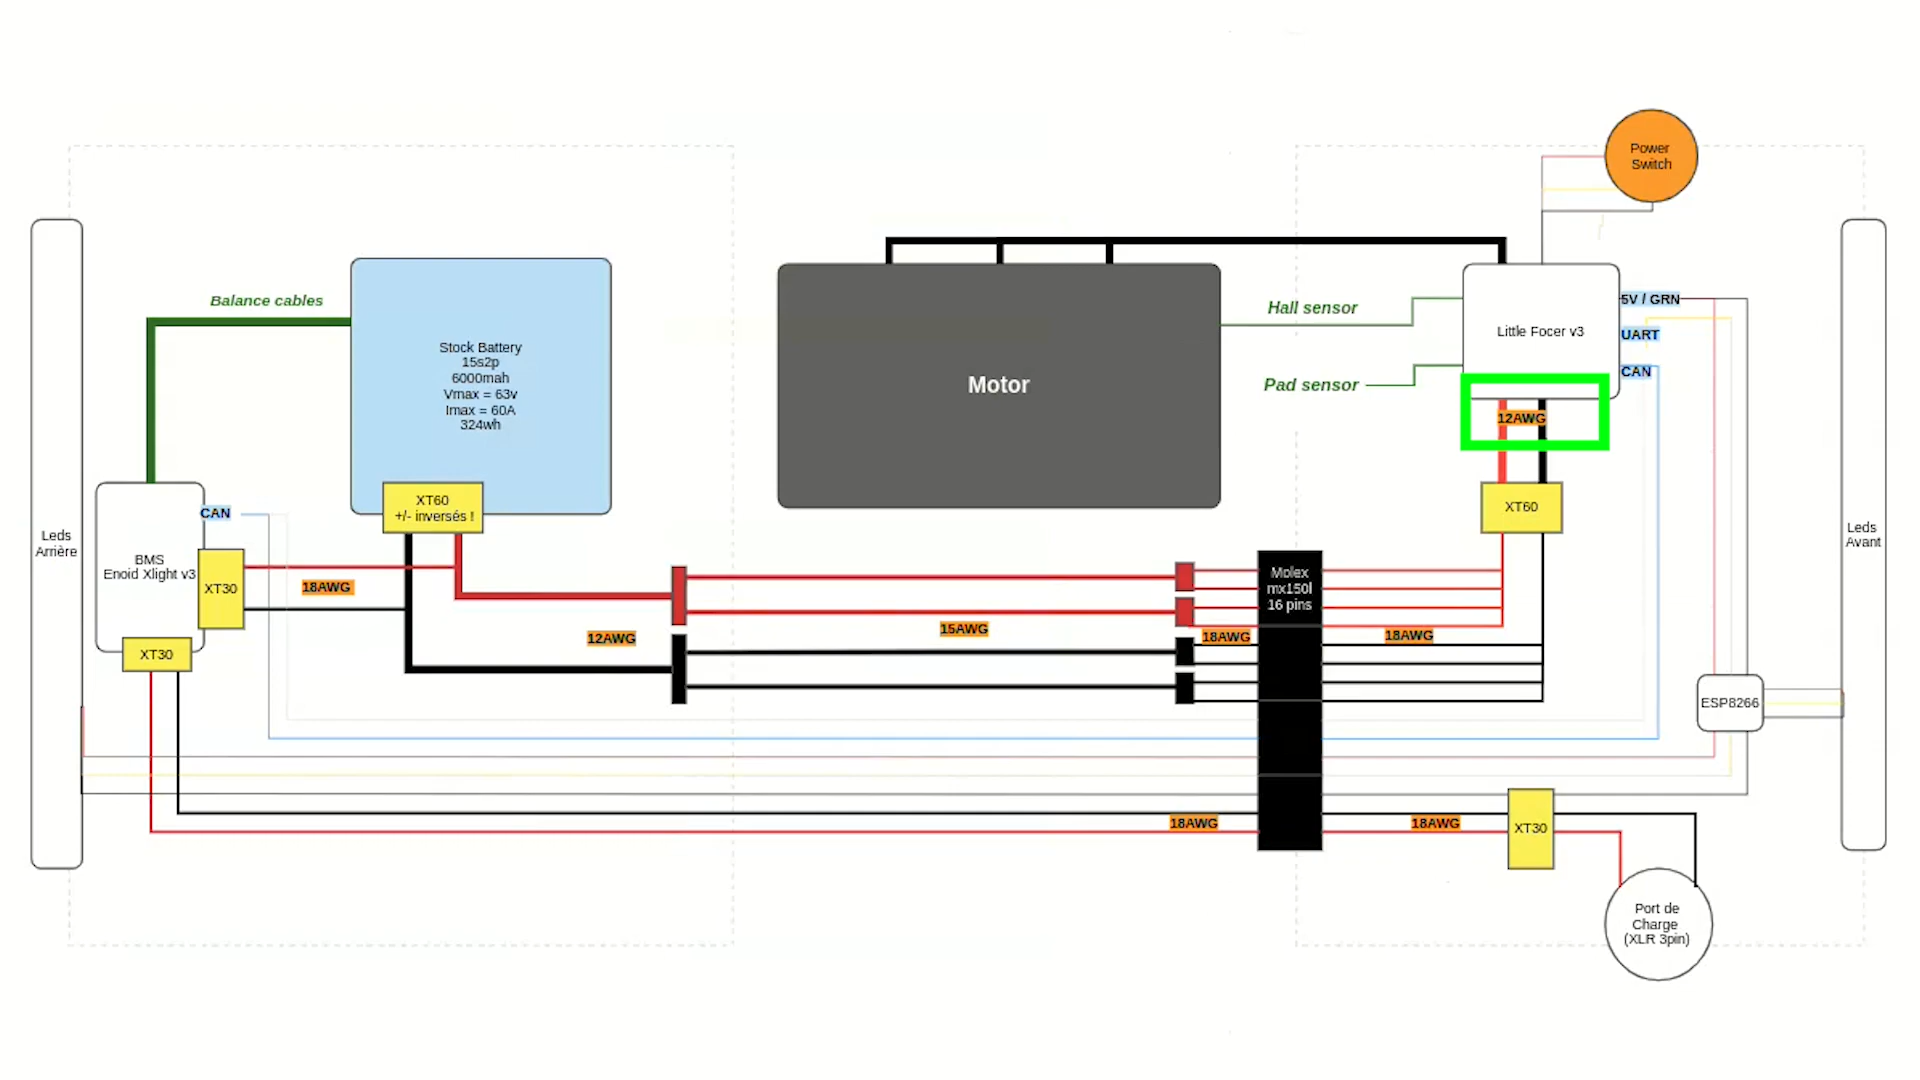 Power
Switch
Balance cables
5V / GRN
Hall sensor
Little Focer v3
UART
Stock Battery
15s2p
6000mah
Vmax = 63v
Imax = 60A
324wh
CAN
Motor
Pad sensor
12AWG
XT60
+/- inversés !
XT60
CAN
Leds
Arrière
Leds
Avant
BMS
Enoid Xlight v3
XT30
18AWG
Molex
mx150l
16 pins
12AWG
15AWG
18AWG
18AWG
XT30
ESP8266
18AWG
18AWG
XT30
Port de
Charge
(XLR 3pin)